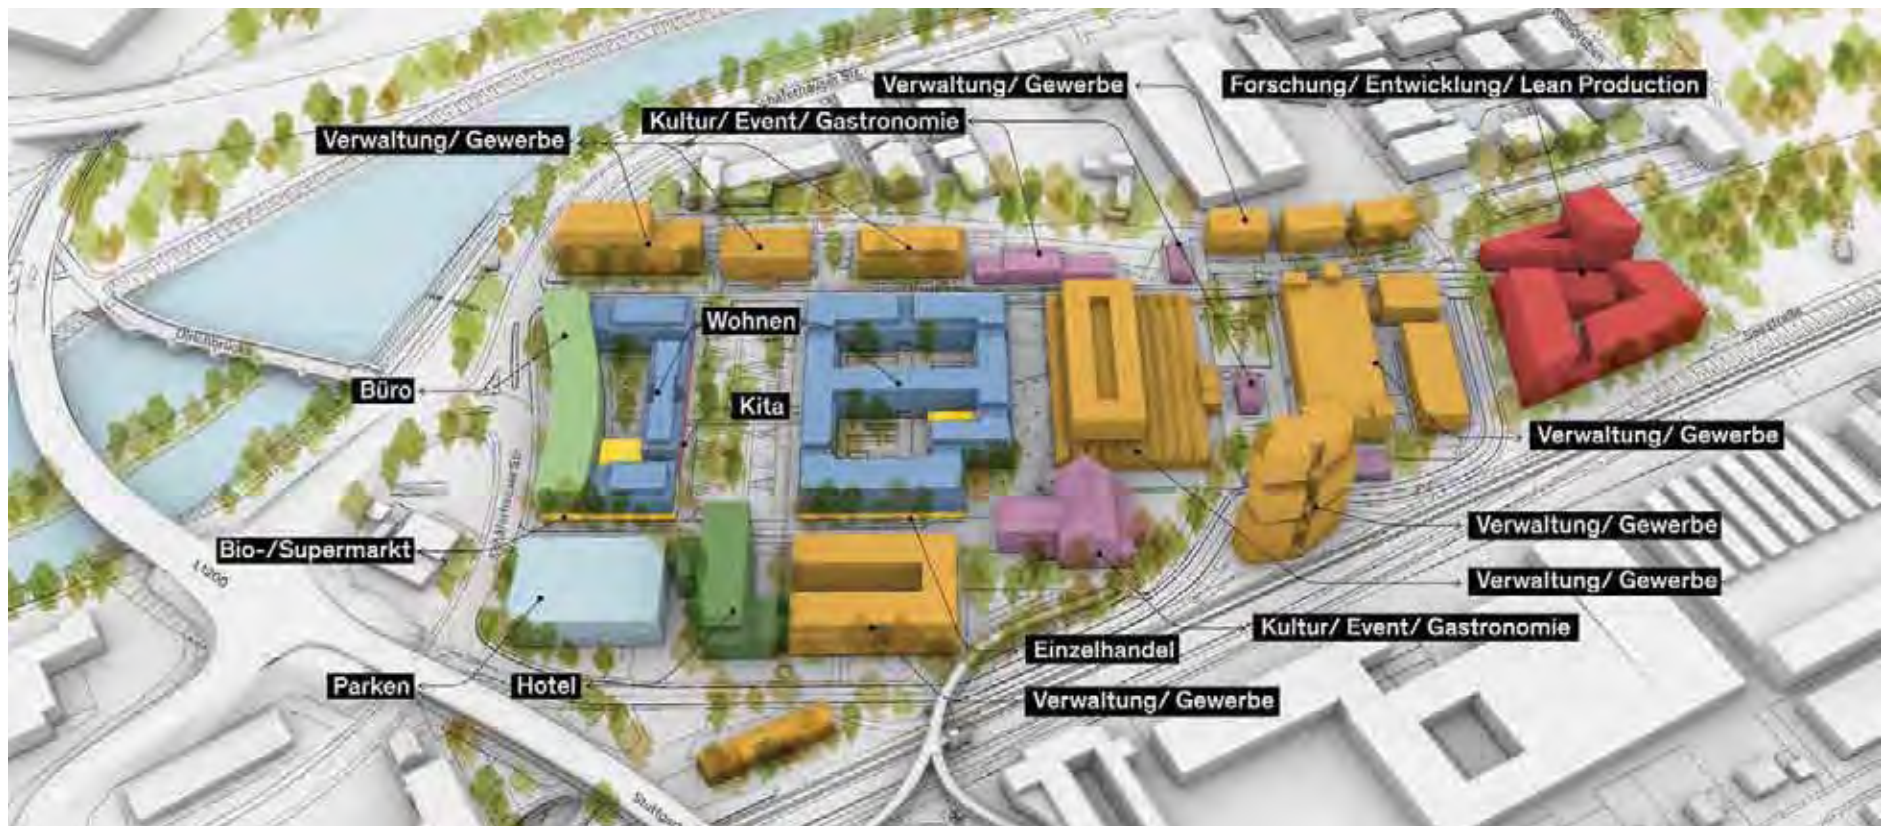 Verwaltung/ Gewerbe
Forschung/ Entwicklung/ Lean Production
Kultur/ Event/ Gastronomie
Verwaltung/ Gewerbe
Wohnen
Büro
Kita
Verwaltung/ Gewerbe
Verwaltung/ Gewerbe
Bio-/Supermarkt
Verwaltung/ Gewerbe
L1200
Kultur/ Event/ Gastronomie
Einzelhandel
Parken
Hotel
Verwaltung/ Gewerbe